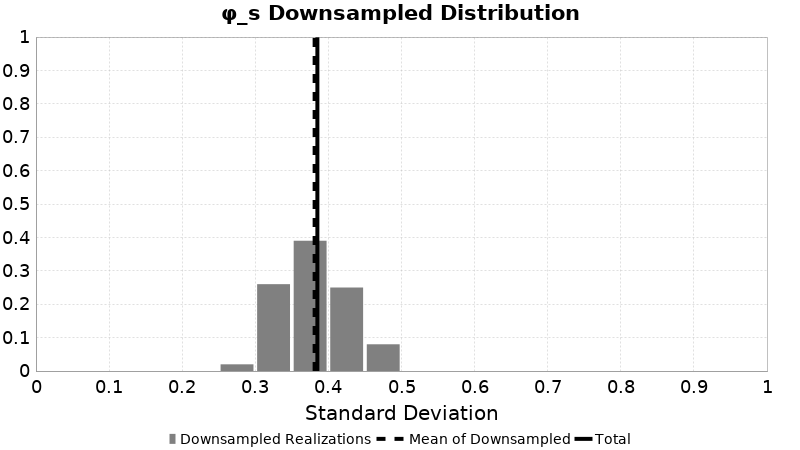 φ_s Downsampled Distribution
1
0.9
0.8
0.7
0.6
0.5
0.4
0.3
0.2
0.1
0
0 0.1 0.2 0.3 0.4 0.5 0.6 0.7 0.8 0.9 1
Standard Deviation
Downsampled Realizations Mean of Downsampled Total